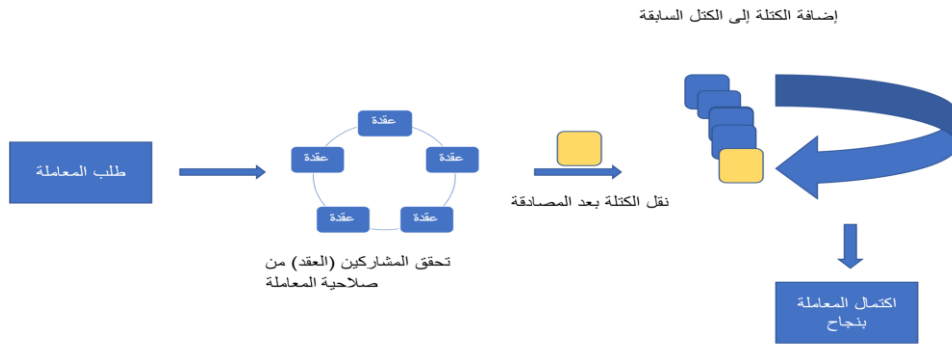 إضافة الكتلة إلى الكتل السابقة
طلب المعاملة
عقدة
عقدة
عقدة
عقدة
عقدة
تحقق المشاركين (العقد) من
صلاحية المعاملة
نقل الكتلة بعد المصادقة
اكتمال المعاملة
بنجاح